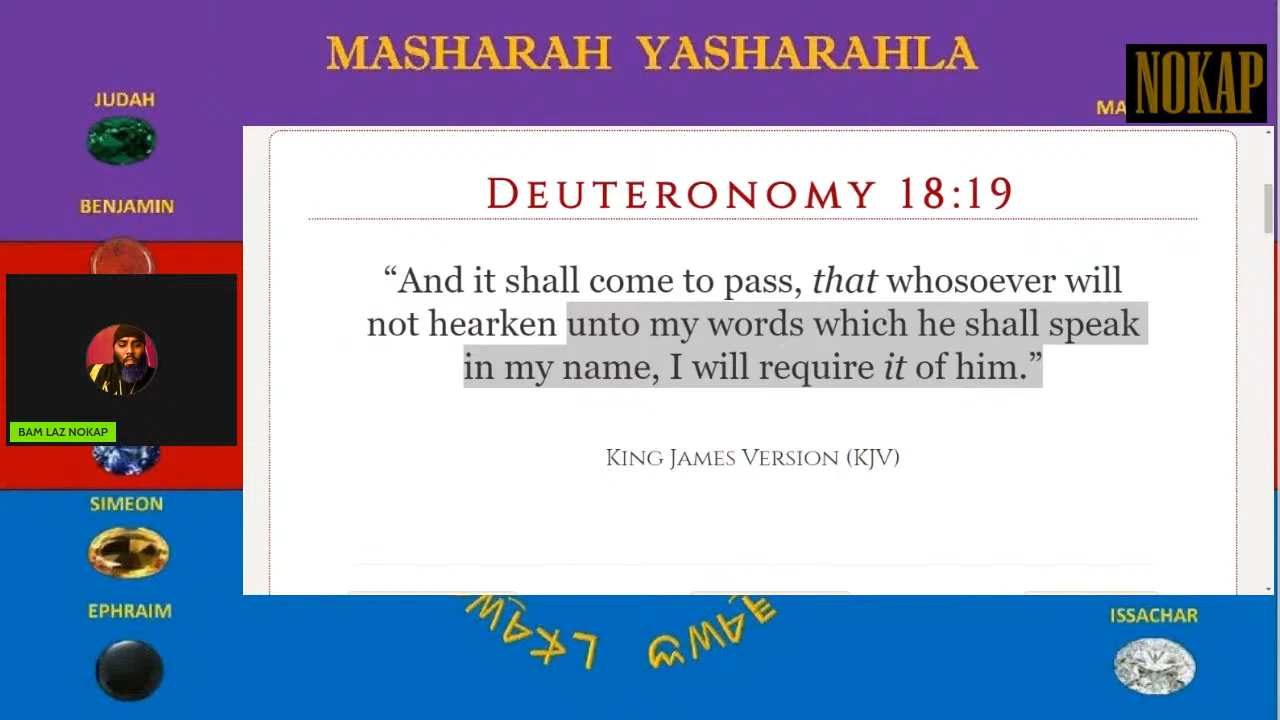 MASHARAH YASHARAHLA
NOKAP
JUDAH
MA
BENJAMIN
DEUTERONOMY 18:19
“And it shall come to pass, that whosoever will
not hearken unto my words which he shall speak
in my name, I will require it of him.”
BAM LAZ NOKAP
KING JAMES VERSION (KJV)
SIMEON
EPHRAIM
ISSACHAR